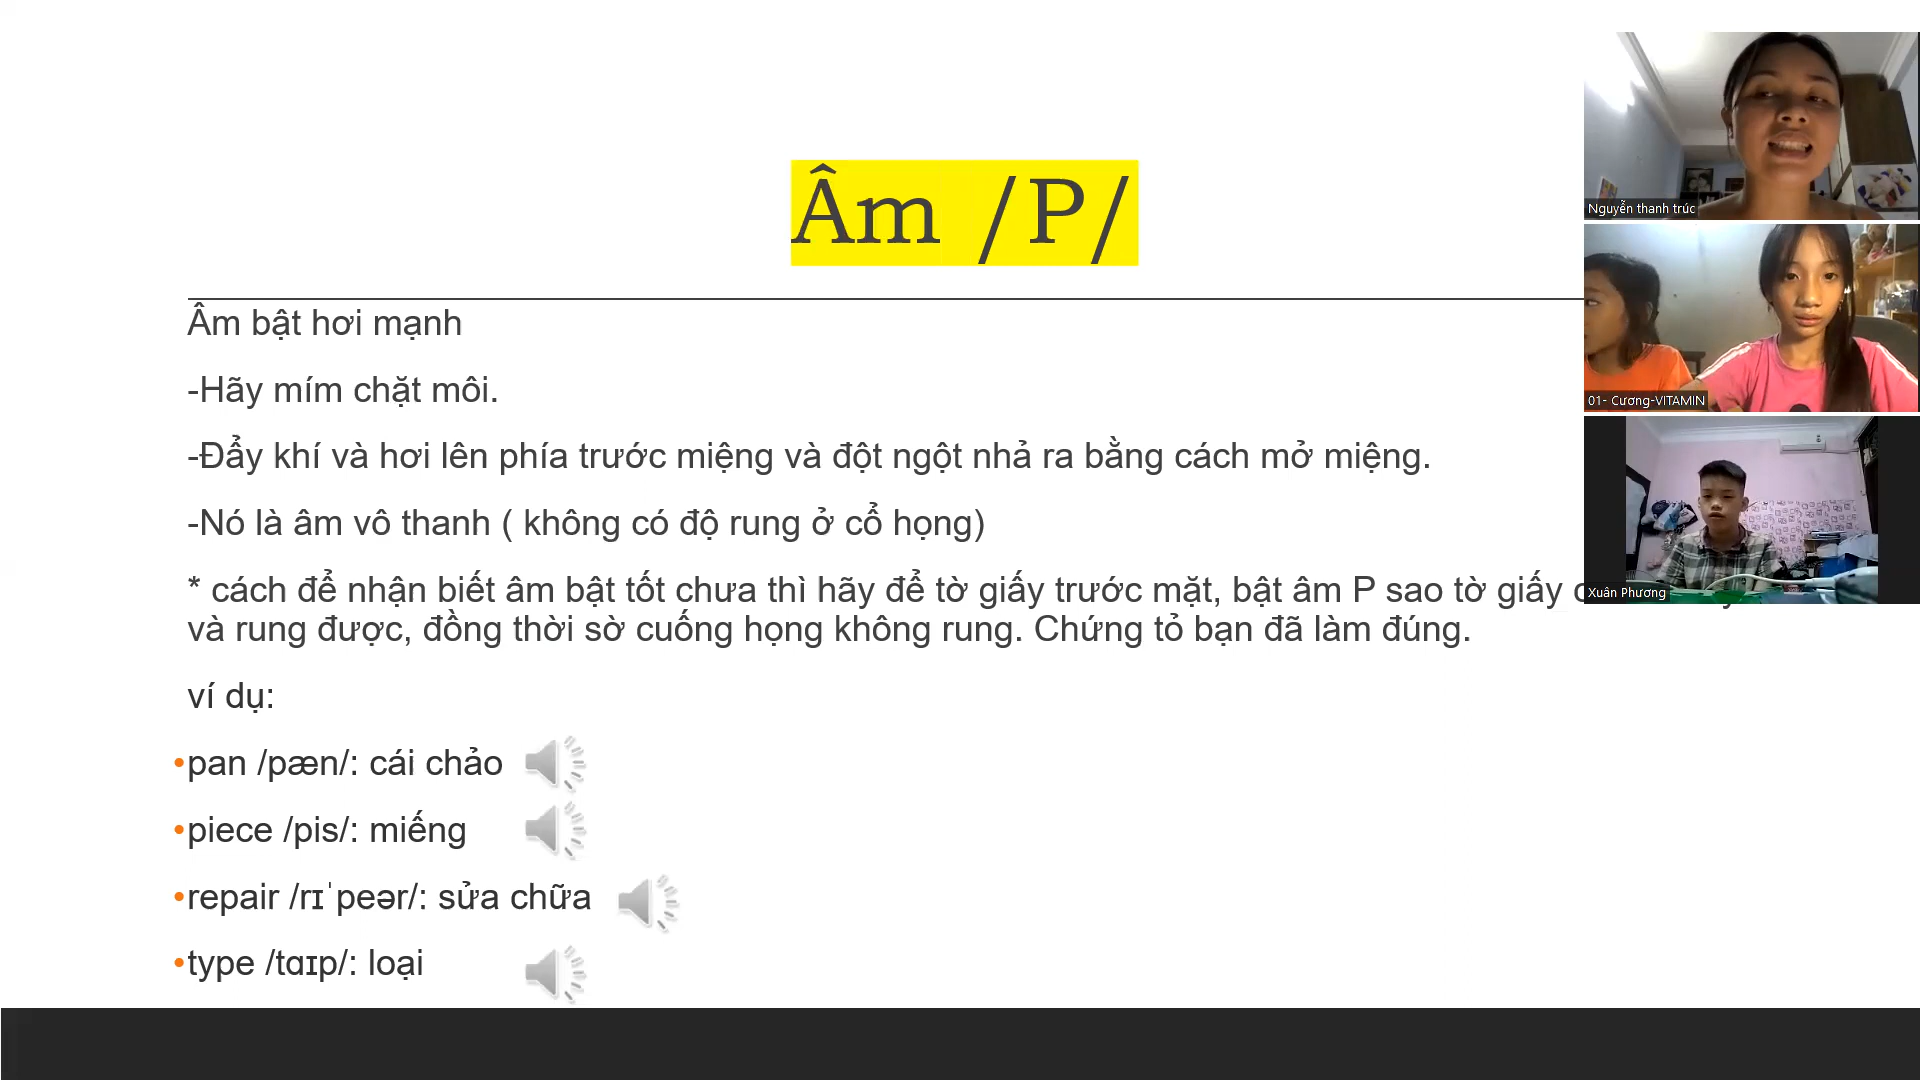 Âm /P/
Âm bật hơi mạnh
-Hãy mím chặt môi.
-Đẩy khí và hơi lên phía trước miệng và đột ngột nhả ra bằng cách mở miệng.
-Nó là âm vô thanh ( không có độ rung ở cổ họng)
* cách để nhận biết âm bật tốt chưa thì hãy để tờ giấy trước mặt, bật âm P sao tờ giấy
và rung được, đồng thời sờ cuống họng không rung. Chứng tỏ bạn đã làm đúng.
ví dụ:
•pan /pæn/: cái chảo
•piece /pis/: miếng
•repair /rɪˈpeər/: sửa chữa
•type /tɑɪp/: loại
Nguyễn thanh trúc
01- Cương-VITAMIN
Xuân Phương